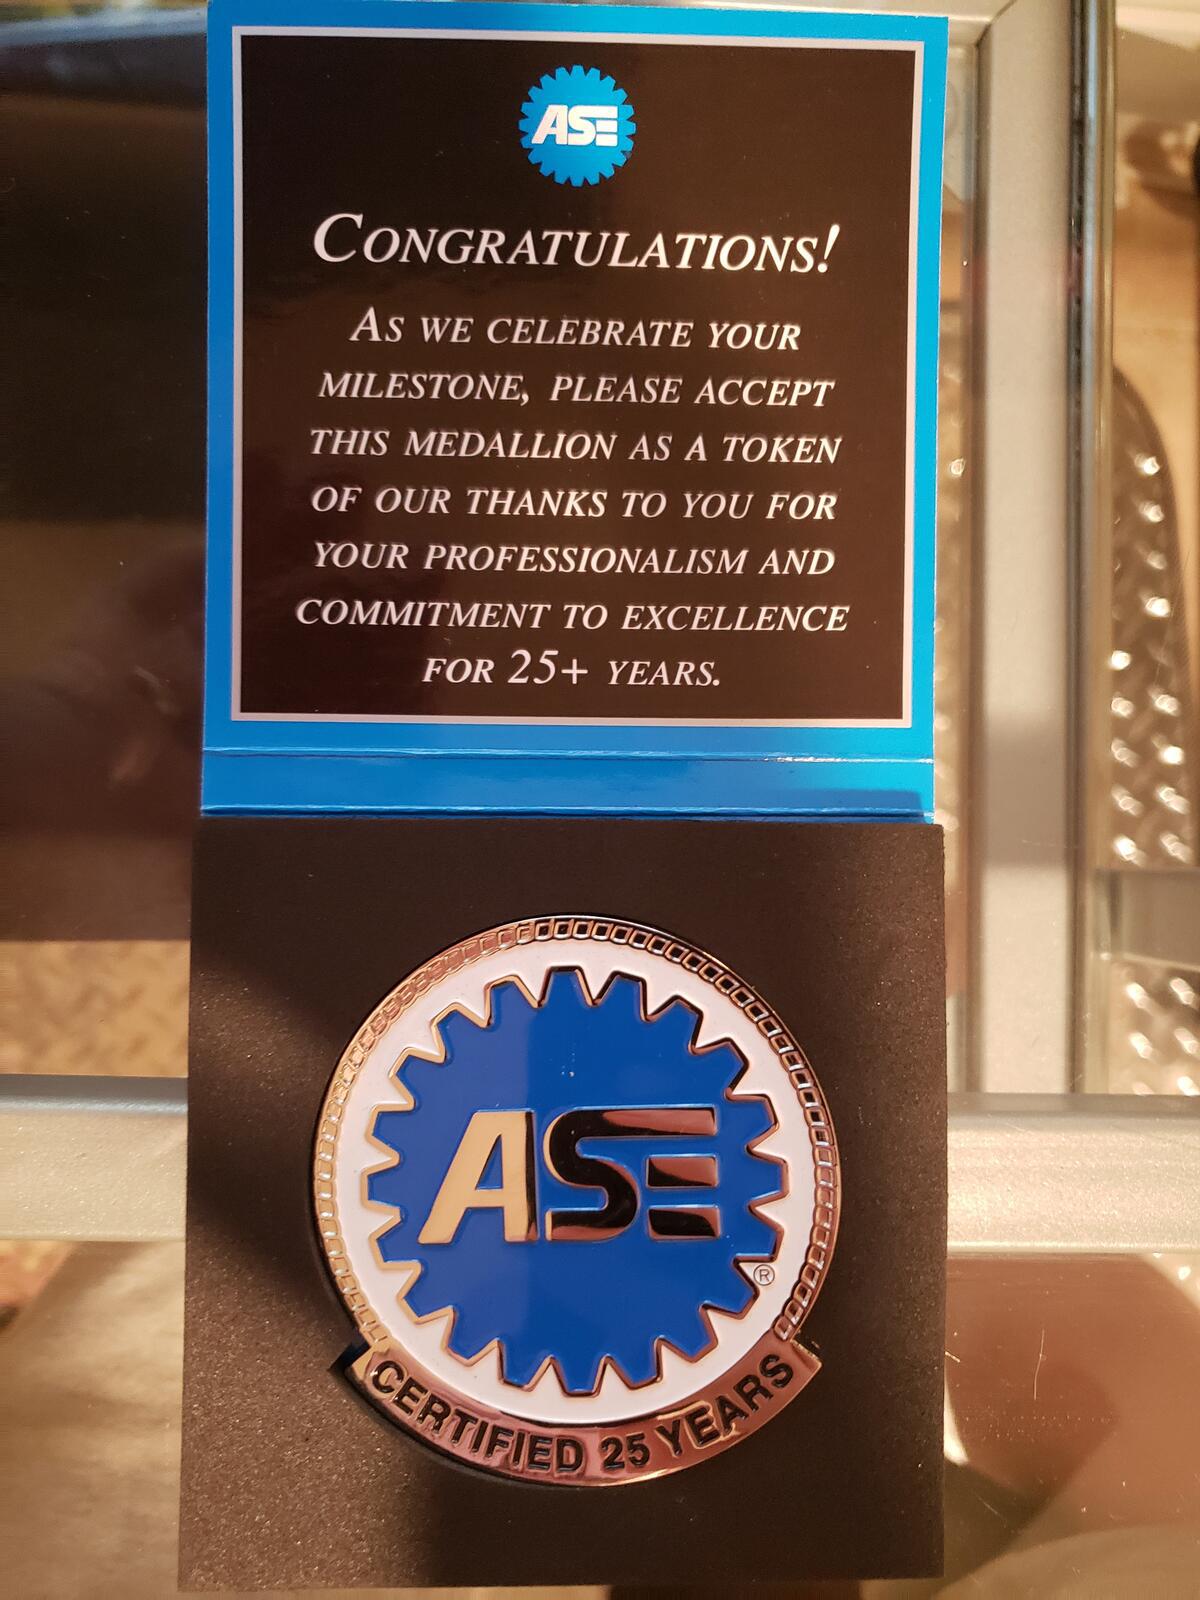 ASE
CONGRATULATIONS!
AS WE CELEBRATE YOUR
MILESTONE, PLEASE ACCEPT
THIS MEDALLION AS A TOKEN
OF OUR THANKS TO YOU FOR
YOUR PROFESSIONALISM AND
COMMITMENT TO EXCELLENCE
FOR 25+ YEARS.
ASE
®
CERTIFIED 25 YEARS